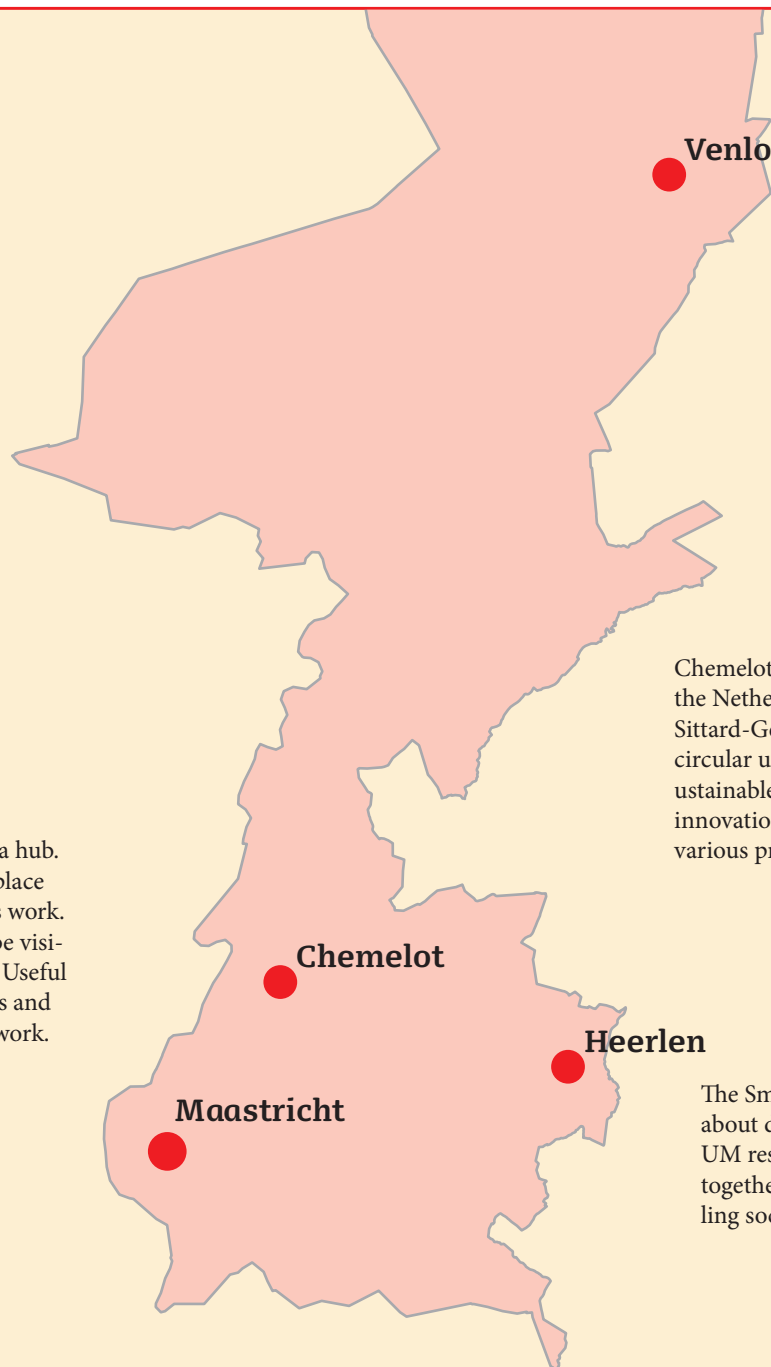 Venlo
Chemelot
the Nethe
Sittard-Ge
circular u
ustainable
innovatio
various pr
a hub.
place
s work.
be visi-
Useful
s and
work.
Chemelot
Heerlen
Maastricht
The Sm
about
UM res
togethe
ling soc